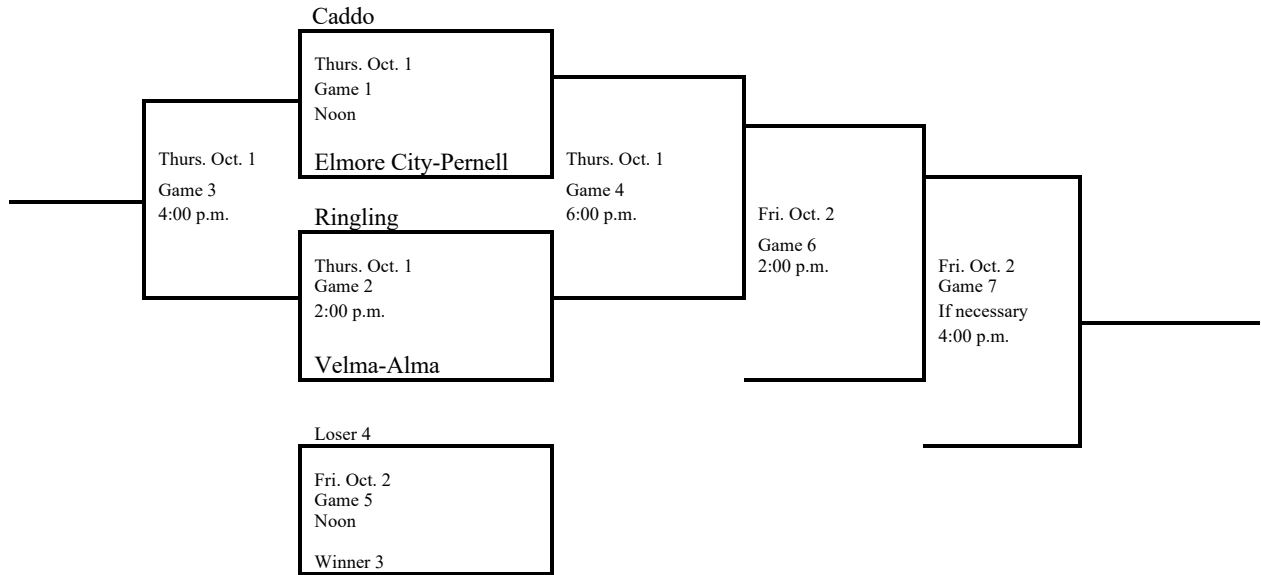 Caddo
Thurs. Oct. 1
Game 1
Noon
Elmore City-Pernell
Thurs. Oct. 1
Game 3
4:00 p.m.
Thurs. Oct. 1
Game 4
6:00 p.m.
Ringling
Thurs. Oct. 1
Game 2
2:00 p.m.
Velma-Alma
Fri. Oct. 2
Game 6
2:00 p.m.
Fri. Oct. 2
Game 7
If necessary
4:00 p.m.
Loser 4
Fri. Oct. 2
Game 5
Noon
Winner 3